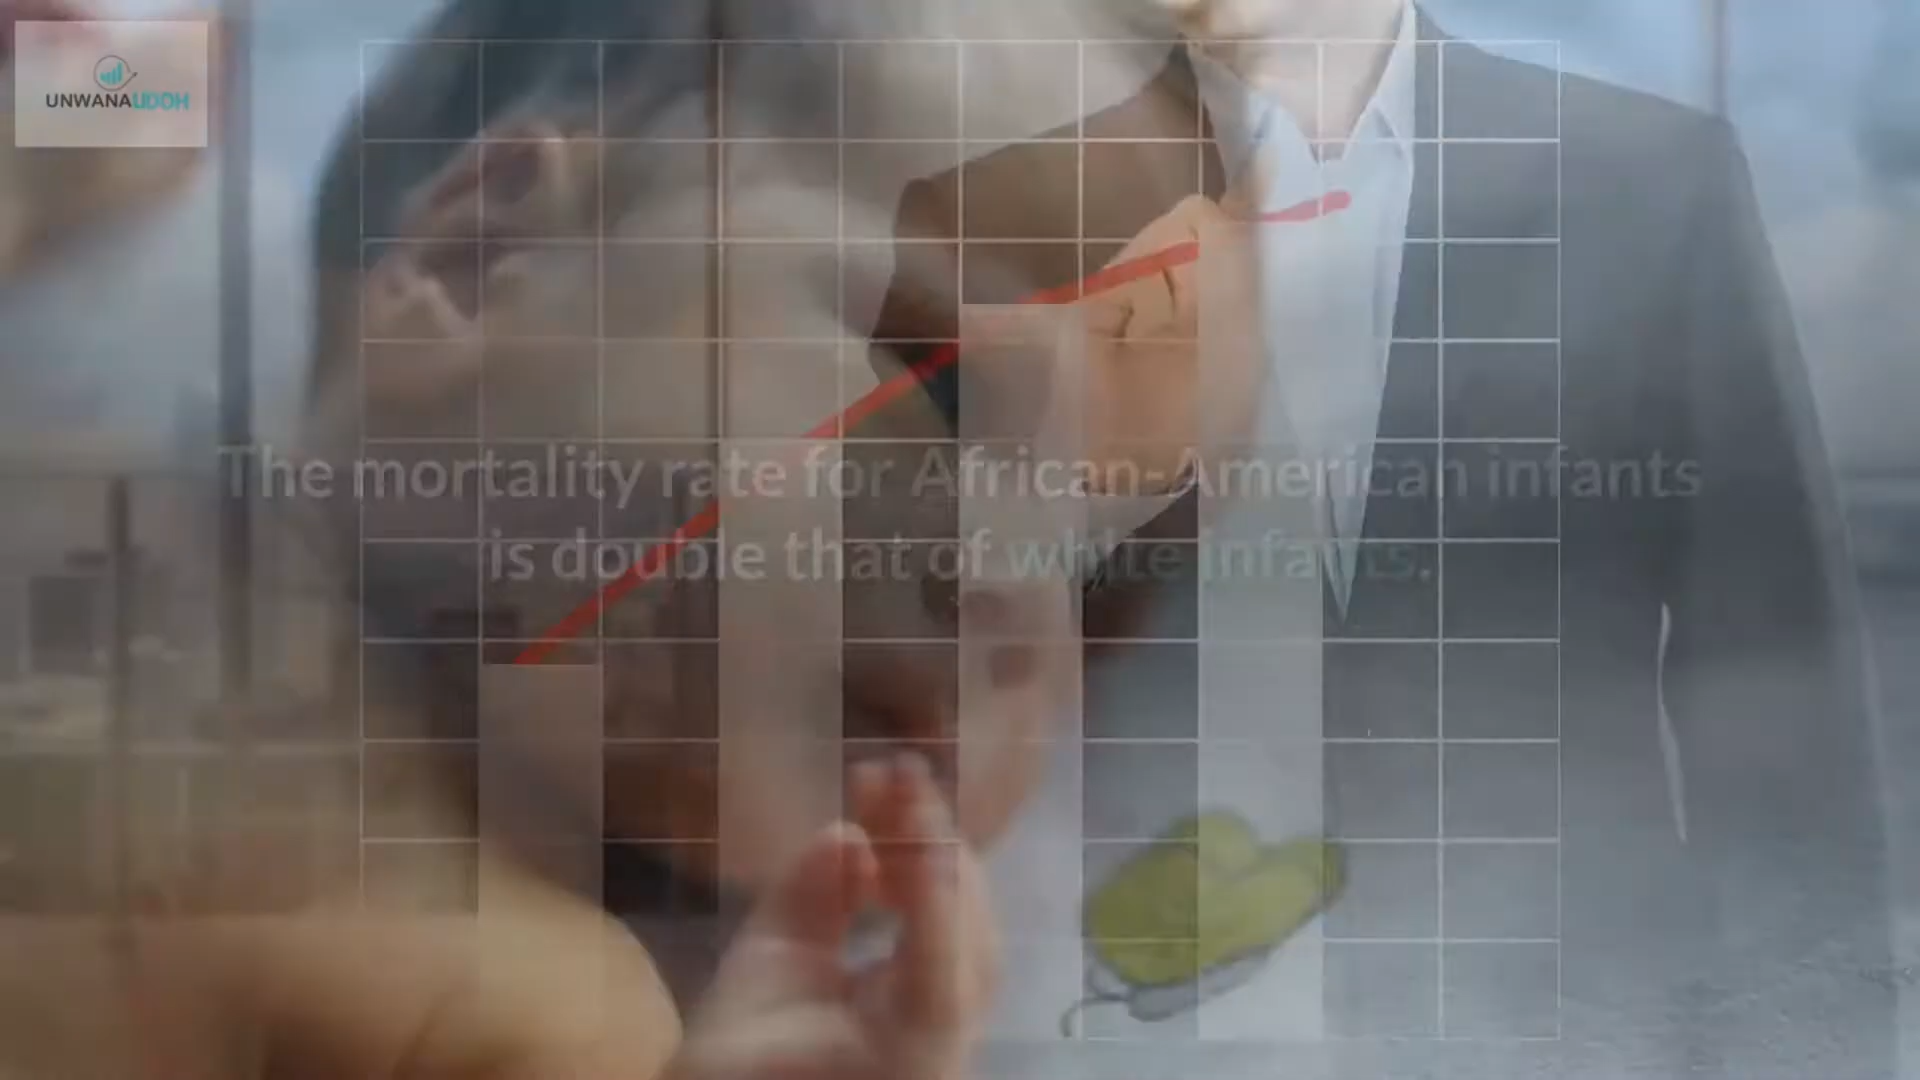 UNWANAUDOH
The mortality rate for African-American infants
is double that of white infants.